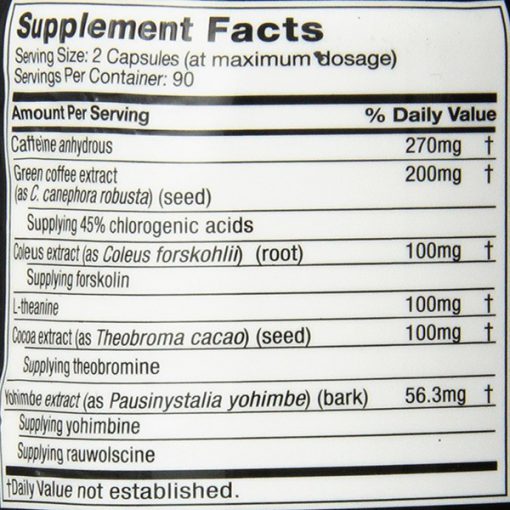 Supplement Facts
Serving Size: 2 Capsules (at maximum dosage)
Servings Per Container: 90
Amount Per Serving % Daily Value
Caffeine anhydrous 270mg †
Green coffee extract 200mg †
(as C. canephora robusta) (seed)
Supplying 45% chlorogenic acids
Coleus extract (as Coleus forskohlii) (root) 100mg †
Supplying forskolin
L-theanine 100mg †
Cocoa extract (as Theobroma cacao) (seed) 100mg †
Supplying theobromine
Yohimbe extract (as Pausinystalia yohimbe) (bark) 56.3mg †
Supplying yohimbine
Supplying rauwolscine
†Daily Value not established.